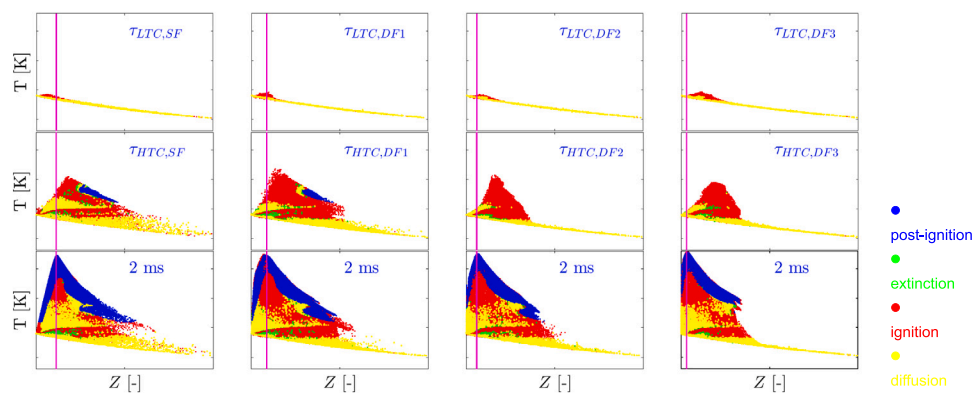 T [K]
τLTC,SF
τLTC,DF1
τLTC,DF2
τLTC,DF3
T [K]
τHTC,SF
τHTC,DF1
τHTC,DF2
τHTC,DF3
T [K]
2 ms
2 ms
2 ms
2 ms
Z [-]
Z [-]
Z [-]
Z [-]
post-ignition
extinction
ignition
diffusion